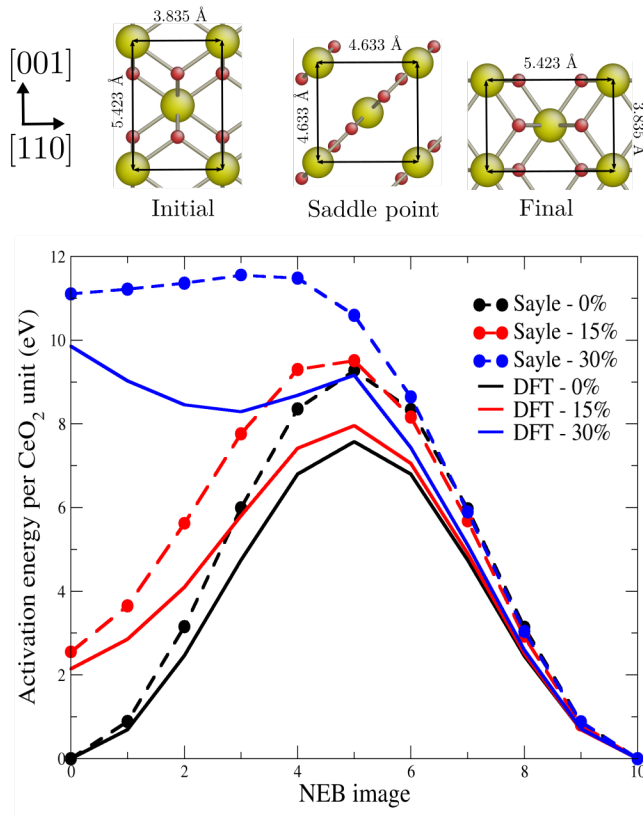 3.835 Å
4.633 Å
5.423 Å
[001]
[110]
5.423 Å
4.633 Å
3.835 Å
Initial
Saddle point
Final
Activation energy per CeO₂ unit (eV)
12
10
8
6
4
2
0
Sayle - 0%
Sayle - 15%
Sayle - 30%
DFT - 0%
DFT - 15%
DFT - 30%
0
2
4
6
8
10
NEB image